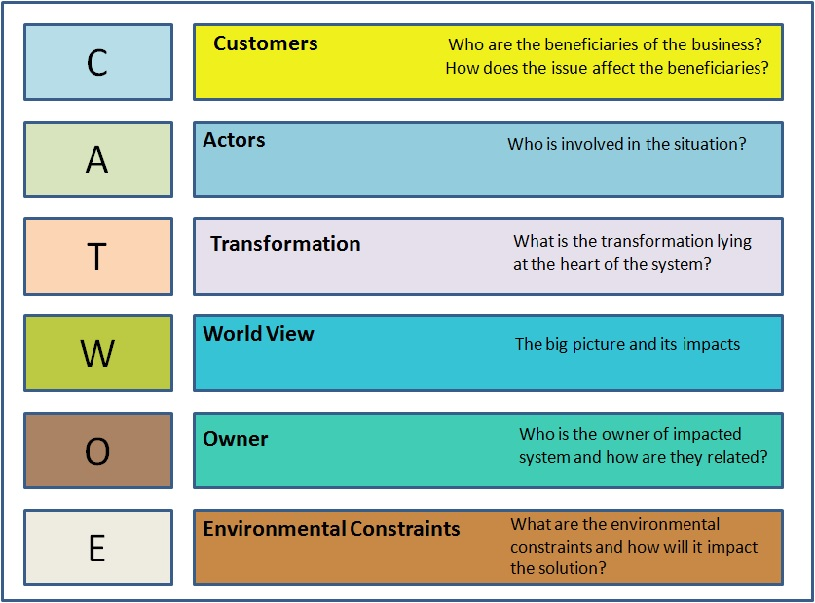 C
Customers
Who are the beneficiaries of the business?
How does the issue affect the beneficiaries?
A
Actors
Who is involved in the situation?
T
Transformation
What is the transformation lying
at the heart of the system?
W
World View
The big picture and its impacts
O
Owner
Who is the owner of impacted
system and how are they related?
E
Environmental Constraints
What are the environmental
constraints and how will it impact
the solution?